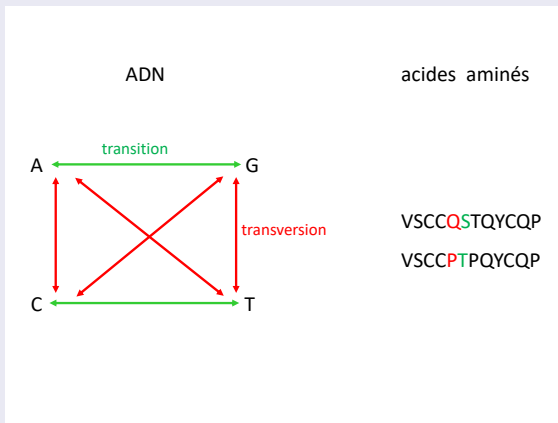 ADN
acides aminés
transition
A
G
transversion
VSCCQSTQYCQP
VSCCPTPQYCQP
C
T